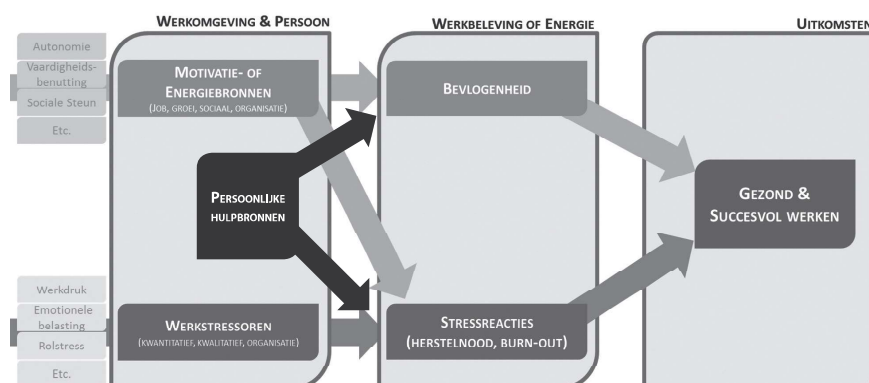 WERKOMGEVING & PERSOON
WERKBELEVING OF ENERGIE
UITKOMSTEN
Autonomie
Vaardigheids-
benutting
Sociale Steun
Etc.
MOTIVATIE- OF
ENERGIEBRONNEN
(JOB, GROEI, SOCIAAL, ORGANISATIE)
BEVLOGENHEID
PERSOONLIJKE
HULPBRONNEN
GEZOND &
SUCCESVOL WERKEN
Werkdruk
Emotionele
belasting
Rolstress
Etc.
WERKSTRESSOREN
(KWANTITATIEF, KWALITATIEF, ORGANISATIE)
STRESSREACTIES
(HERSTELNOOD, BURN-OUT)